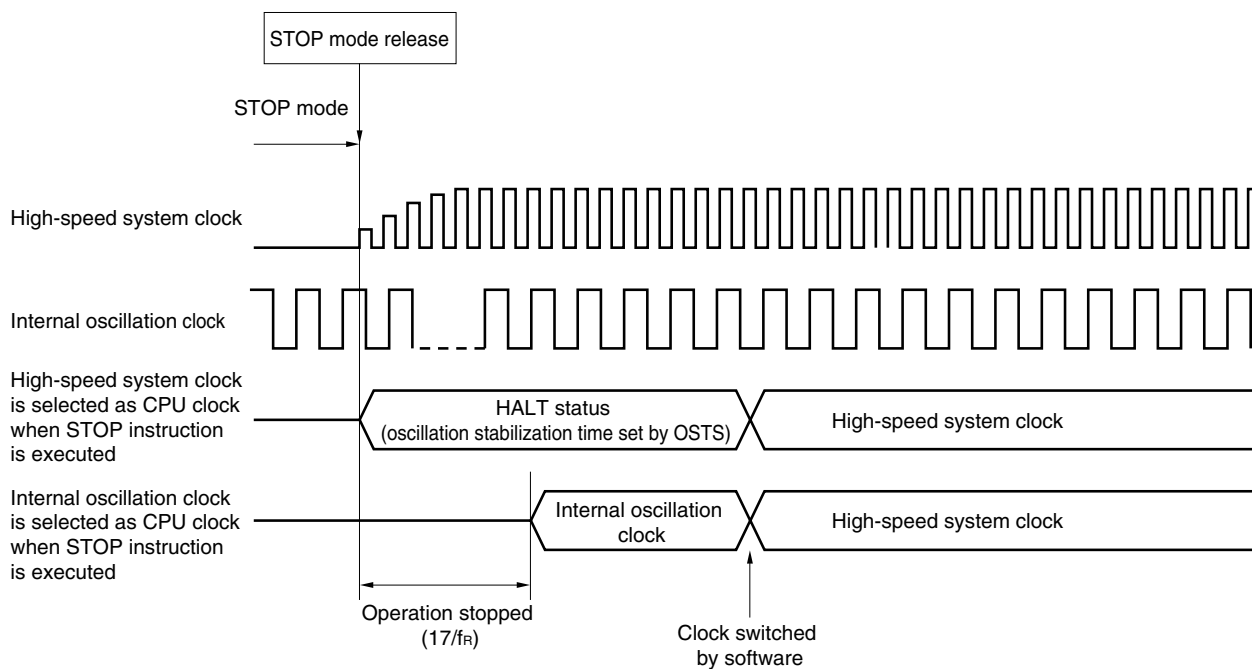 STOP mode release
STOP mode
High-speed system clock
Internal oscillation clock
High-speed system clock
is selected as CPU clock
when STOP instruction
is executed
HALT status
(oscillation stabilization time set by OSTS)
High-speed system clock
Internal oscillation clock
is selected as CPU clock
when STOP instruction
is executed
Internal oscillation
clock
High-speed system clock
Operation stopped
(17/fR)
Clock switched
by software